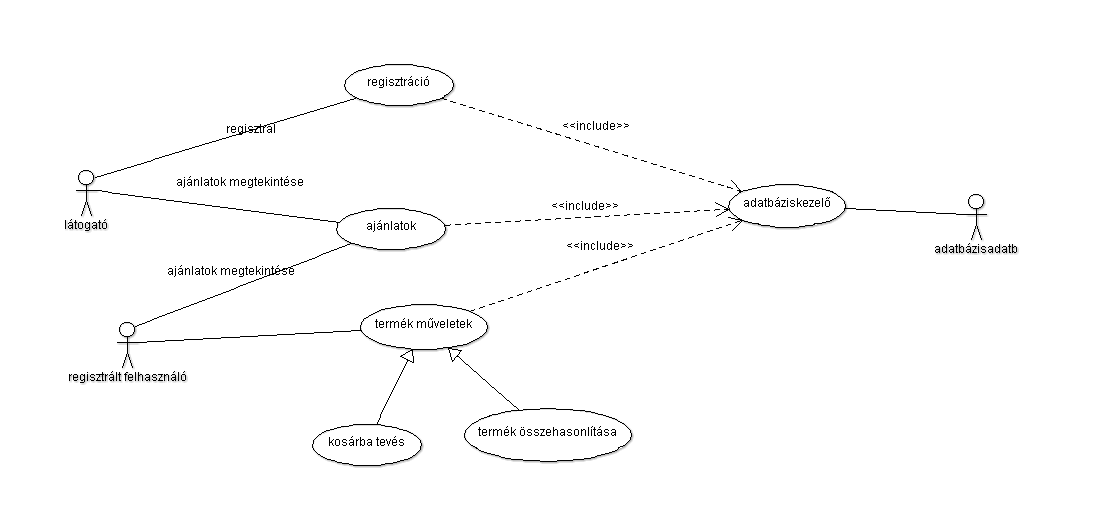 regisztráció
<<include>>
regisztrál
ajánlatok megtekintése
látogató
ajánlatok
<<include>>
adatbáziskezelő
adatbázisadatb
<<include>>
ajánlatok megtekintése
termék műveletek
regisztrált felhasználó
kosárba tevés
termék összehasonlítása